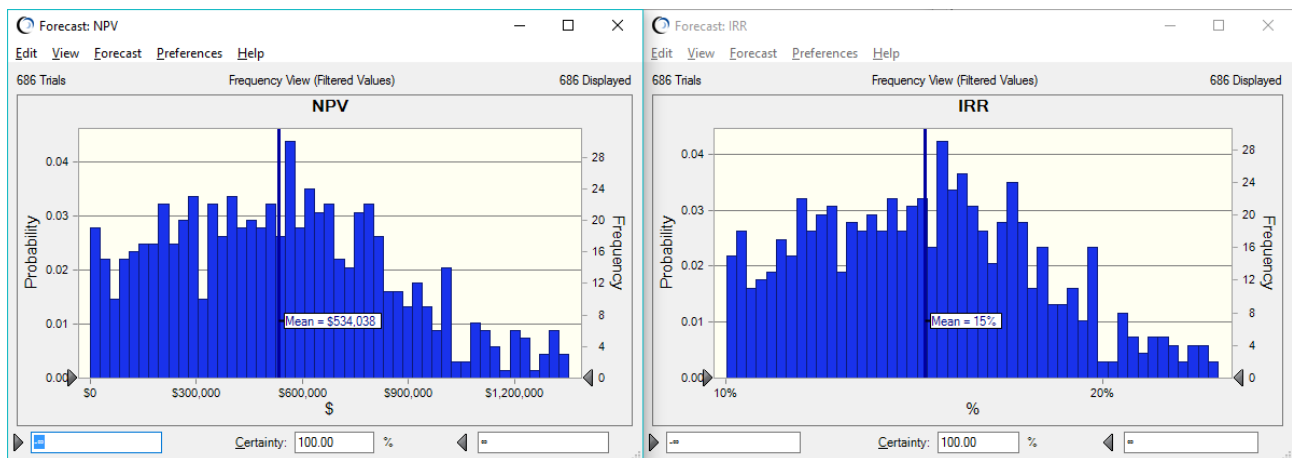 Forecast: NPV
Edit View Forecast Preferences Help
686 Trials Frequency View (Filtered Values) 686 Displayed
NPV
Probability
0.04
0.03
0.02
0.01
0.00
28
24
20
16
12
8
4
0
Frequency
Mean = $534,038
$0 $300,000 $600,000 $900,000 $1,200,000
$
-∞ Certainty: 100.00 % ∞
Forecast: IRR
Edit View Forecast Preferences Help
686 Trials Frequency View (Filtered Values) 686 Displayed
IRR
Probability
0.04
0.03
0.02
0.01
0.00
28
24
20
16
12
8
4
0
Frequency
Mean = 15%
10% 20%
%
-∞ Certainty: 100.00 % ∞